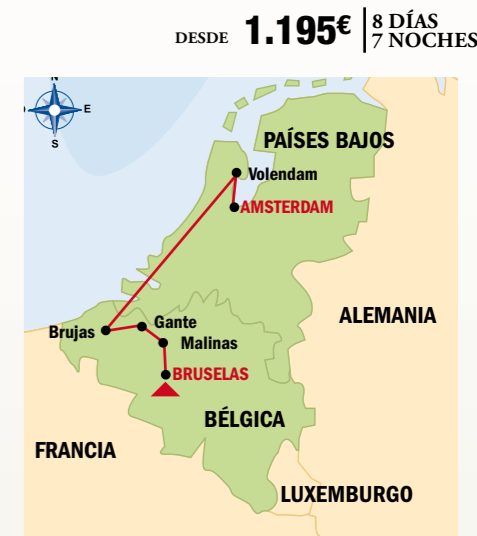 DESDE 1.195€ 8 DÍAS
7 NOCHES
N
E
S
PAÍSES BAJOS
Volendam
AMSTERDAM
ALEMANIA
Gante
Brujas
Malinas
BRUSELAS
BÉLGICA
FRANCIA
LUXEMBURGO